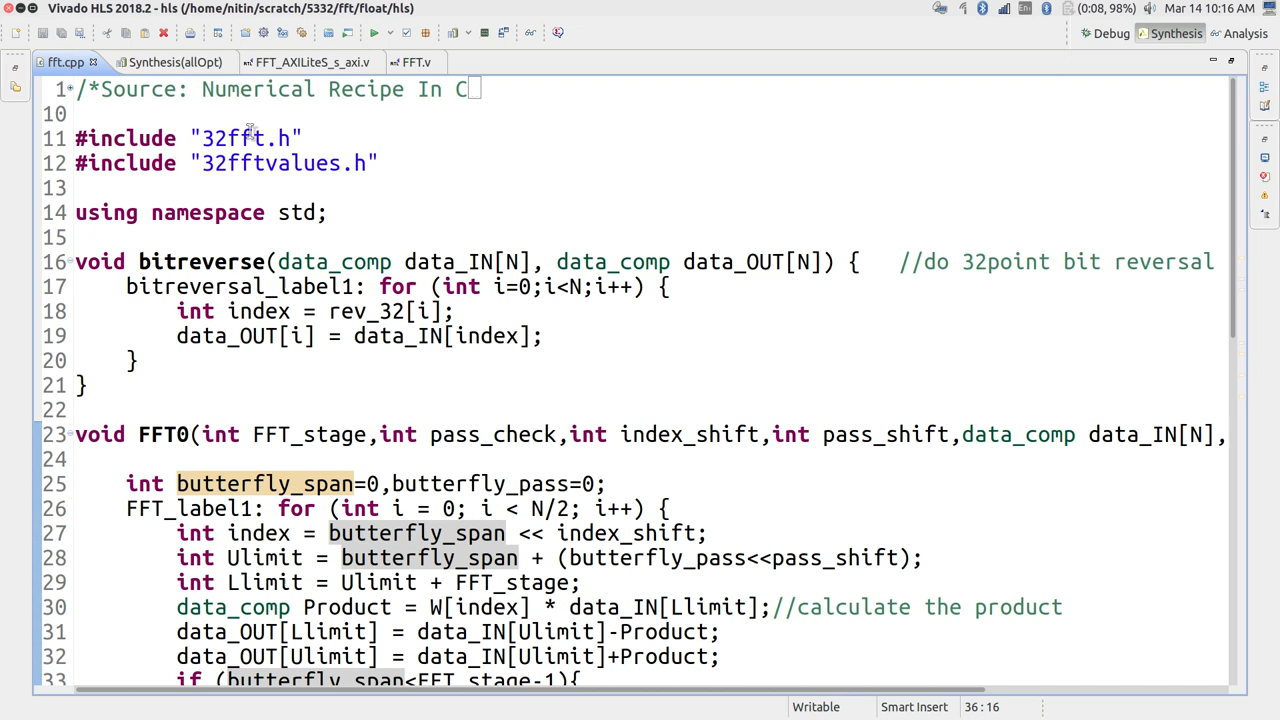 Vivado HLS 2018.2 - hls (/home/nitin/scratch/5332/fft/float/hls)
En
(0:08, 98%)
Mar 14 10:16 AM
Debug
Synthesis
Analysis
fft.cpp
Synthesis(allOpt)
FFT_AXILiteS_s_axi.v
FFT.v
1 /*Source: Numerical Recipe In C
10
11 #include "32fft.h"
12 #include "32fftvalues.h"
13
14 using namespace std;
15
16 void bitreverse(data_comp data_IN[N], data_comp data_OUT[N]) { //do 32point bit reversal
17 bitreversal_label1: for (int i=0;i<N;i++) {
18 int index = rev_32[i];
19 data_OUT[i] = data_IN[index];
20 }
21 }
22
23 void FFT0(int FFT_stage,int pass_check,int index_shift,int pass_shift,data_comp data_IN[N],
24
25 int butterfly_span=0,butterfly_pass=0;
26 FFT_label1: for (int i = 0; i < N/2; i++) {
27 int index = butterfly_span << index_shift;
28 int Ulimit = butterfly_span + (butterfly_pass<<pass_shift);
29 int Llimit = Ulimit + FFT_stage;
30 data_comp Product = W[index] * data_IN[Llimit];//calculate the product
31 data_OUT[Llimit] = data_IN[Ulimit]-Product;
32 data_OUT[Ulimit] = data_IN[Ulimit]+Product;
33 if (butterfly_span<FFT_stage-1){
Writable
Smart Insert
36 : 16